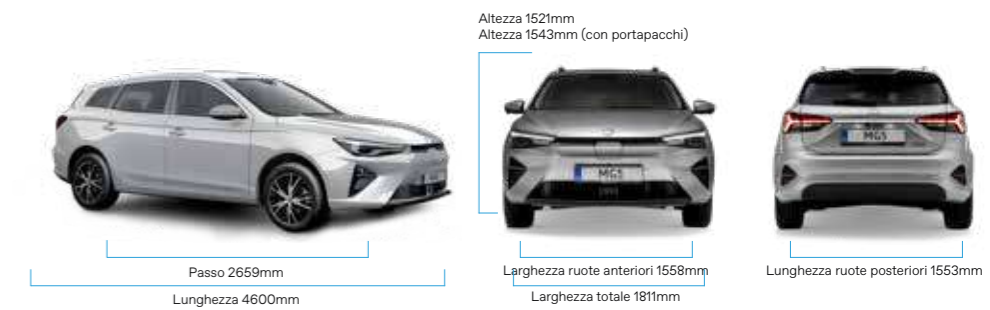 Altezza 1521mm
Altezza 1543mm (con portapacchi)
MG5
MG5
Passo 2659mm
Lunghezza 4600mm
Larghezza ruote anteriori 1558mm
Larghezza totale 1811mm
Larghezza ruote posteriori 1553mm